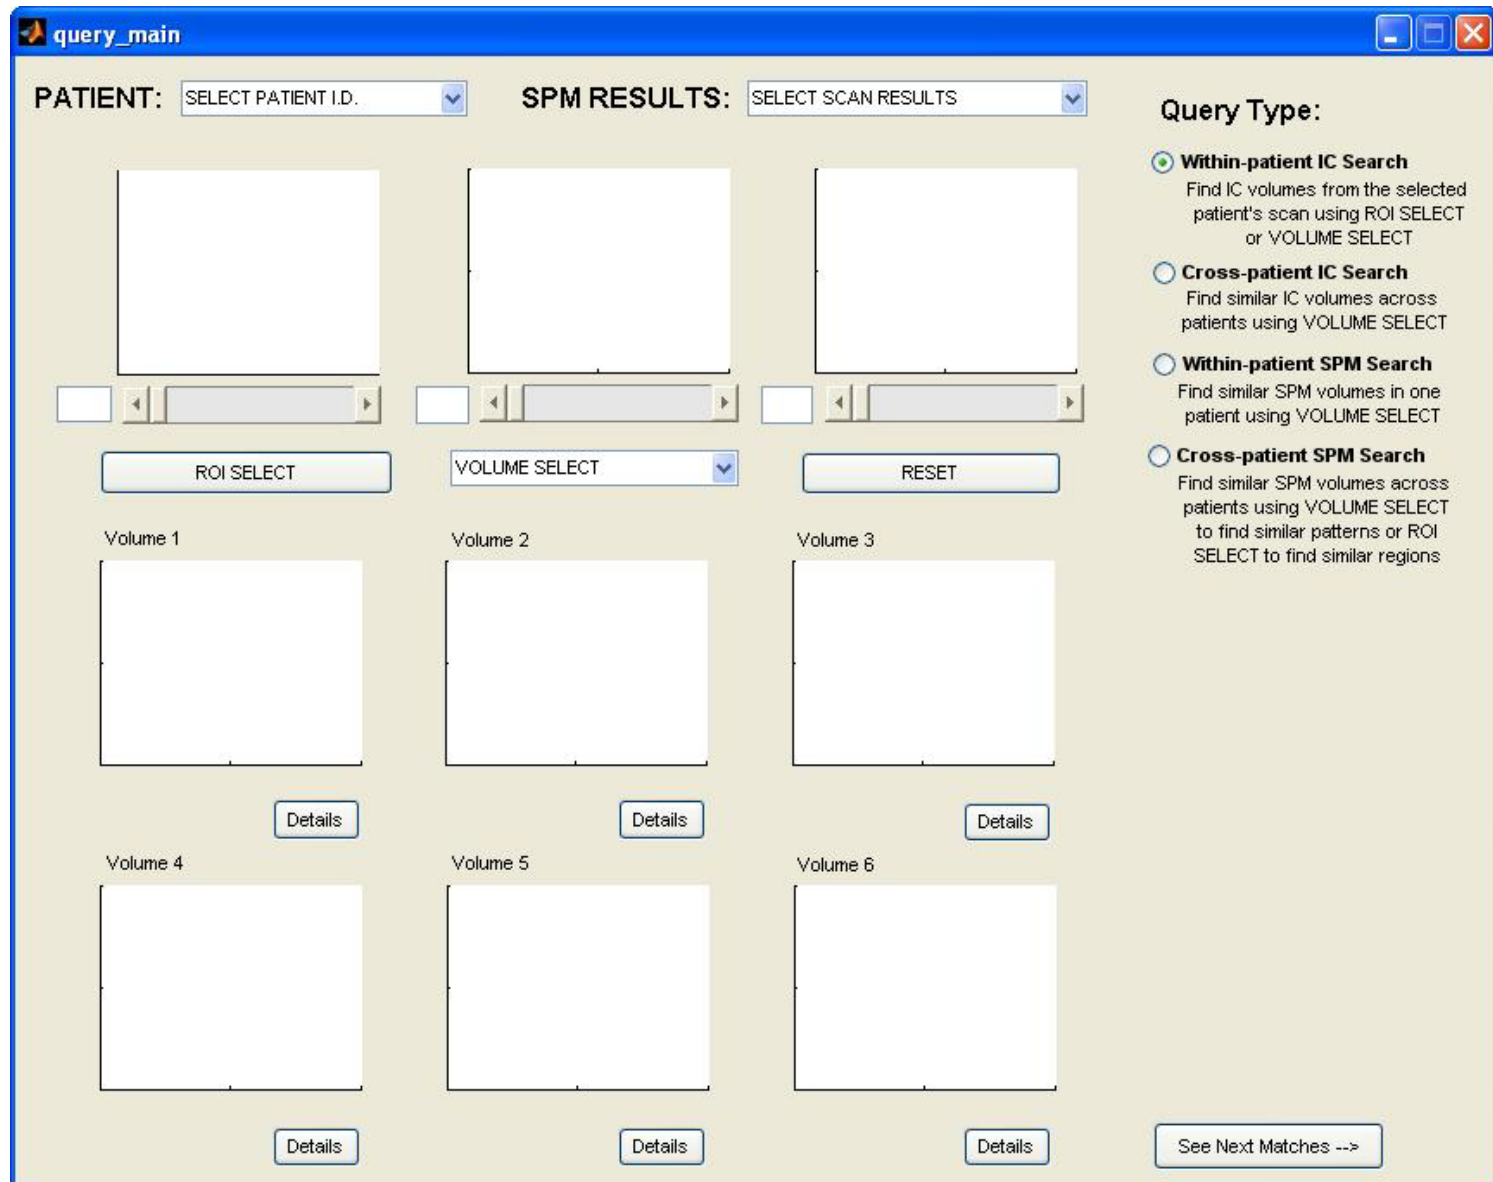 query_main
PATIENT: SELECT PATIENT I.D. SPM RESULTS: SELECT SCAN RESULTS
Query Type:
Within-patient IC Search
Find IC volumes from the selected
patient's scan using ROI SELECT
or VOLUME SELECT
Cross-patient IC Search
Find similar IC volumes across
patients using VOLUME SELECT
Within-patient SPM Search
Find similar SPM volumes in one
patient using VOLUME SELECT
Cross-patient SPM Search
Find similar SPM volumes across
patients using VOLUME SELECT
to find similar patterns or ROI
SELECT to find similar regions
ROI SELECT VOLUME SELECT RESET
Volume 1 Volume 2 Volume 3
Details Details Details
Volume 4 Volume 5 Volume 6
Details Details Details
See Next Matches -->